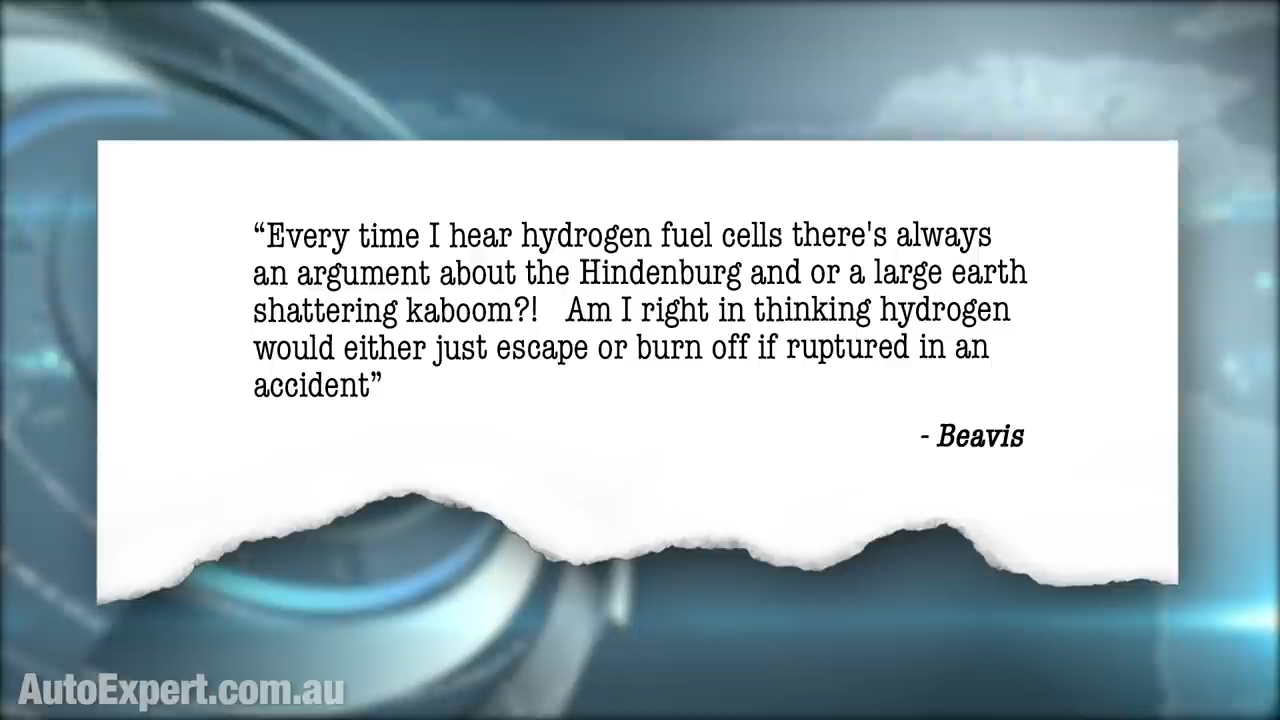 “Every time I hear hydrogen fuel cells there's always
an argument about the Hindenburg and or a large earth
shattering kaboom?!   Am I right in thinking hydrogen
would either just escape or burn off if ruptured in an
accident”
- Beavis
AutoExpert.com.au